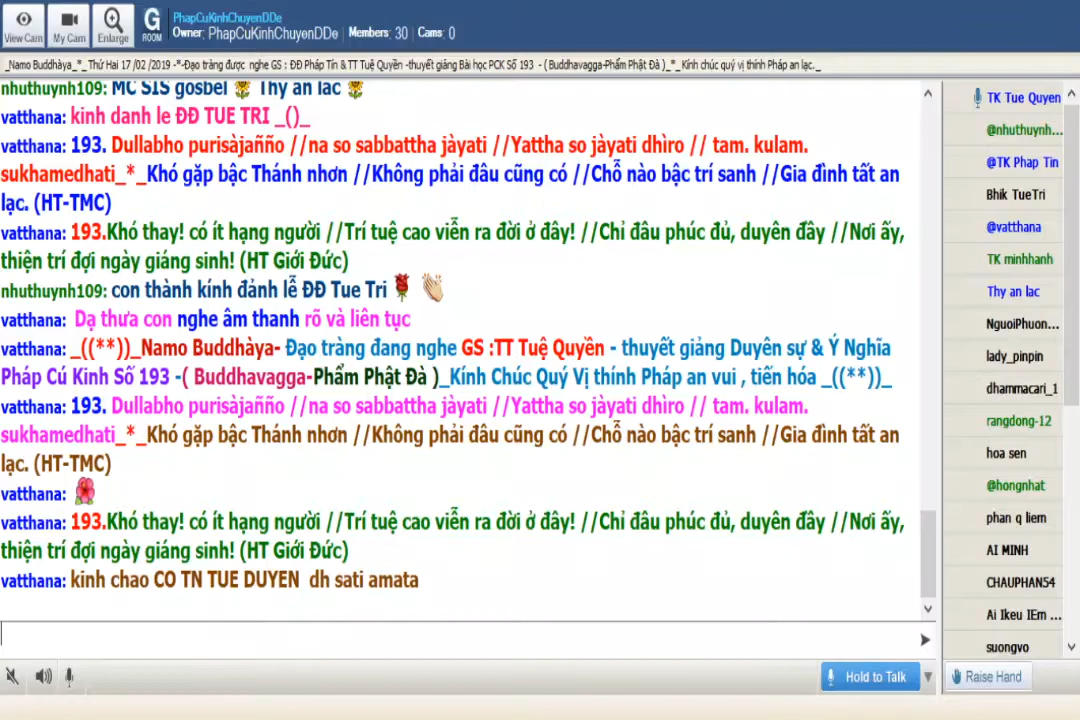 View Cam
My Cam
Enlarge
G
ROOM
PhapCuKinhChuyenDDe
Owner: PhapCuKinhChuyenDDe Members: 30 Cams: 0
_Namo Buddhàya_*_ Thứ Hai 17 /02 /2019 -*-Đạo tràng được nghe GS : ĐĐ Pháp Tín & TT Tuệ Quyền -thuyết giảng Bài học PCK Số 193 - ( Buddhavagga-Phẩm Phật Đà )_*_Kính chúc quý vị thính Pháp an lạc._
nhuthuynh109: MC SIS gosbel Thy an lac
vatthana: kinh danh le ĐĐ TUE TRI _()_
vatthana: 193. Dullabho purisàjañño //na so sabbattha jàyati //Yattha so jàyati dhìro // tam. kulam.
sukhamedhati_*_Khó gặp bậc Thánh nhơn //Không phải đâu cũng có //Chỗ nào bậc trí sanh //Gia đình tất an
lạc. (HT-TMC)
vatthana: 193.Khó thay! có ít hạng người //Trí tuệ cao viễn ra đời ở đây! //Chỉ đâu phúc đủ, duyên đầy //Nơi ấy,
thiện trí đợi ngày giáng sinh! (HT Giới Đức)
nhuthuynh109: con thành kính đảnh lễ ĐĐ Tue Tri
vatthana: Dạ thưa con nghe âm thanh rõ và liên tục
vatthana: _((**))_Namo Buddhàya- Đạo tràng đang nghe GS :TT Tuệ Quyền - thuyết giảng Duyên sự & Ý Nghĩa
Pháp Cú Kinh Số 193 -( Buddhavagga-Phẩm Phật Đà )_Kính Chúc Quý Vị thính Pháp an vui , tiến hóa _((**))_
vatthana: 193. Dullabho purisàjañño //na so sabbattha jàyati //Yattha so jàyati dhìro // tam. kulam.
sukhamedhati_*_Khó gặp bậc Thánh nhơn //Không phải đâu cũng có //Chỗ nào bậc trí sanh //Gia đình tất an
lạc. (HT-TMC)
vatthana:
vatthana: 193.Khó thay! có ít hạng người //Trí tuệ cao viễn ra đời ở đây! //Chỉ đâu phúc đủ, duyên đầy //Nơi ấy,
thiện trí đợi ngày giáng sinh! (HT Giới Đức)
vatthana: kinh chao CO TN TUE DUYEN dh sati amata
TK Tue Quyen
@nhuthuynh...
@TK Phap Tin
Bhik TueTri
@vatthana
TK minhhanh
Thy an lac
NguoiPhuon...
lady_pinpin
dhammacari_1
rangdong-12
hoa sen
@hongnhat
phan q liem
AI MINH
CHAUPHAN54
Ai Ikeu IEm ...
suongvo
Hold to Talk
Raise Hand